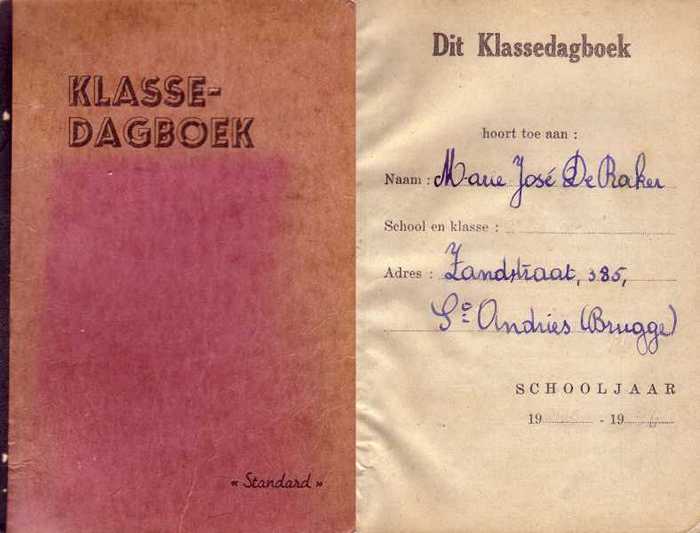 KLASSE-
DAGBOEK
« Standard »
Dit Klassedagboek
hoort toe aan :
Naam : Marie José De Raker
School en klasse :
Adres : Zandstraat, 385,
St Andries (Brugge)
SCHOOLJAAR
19 - 19